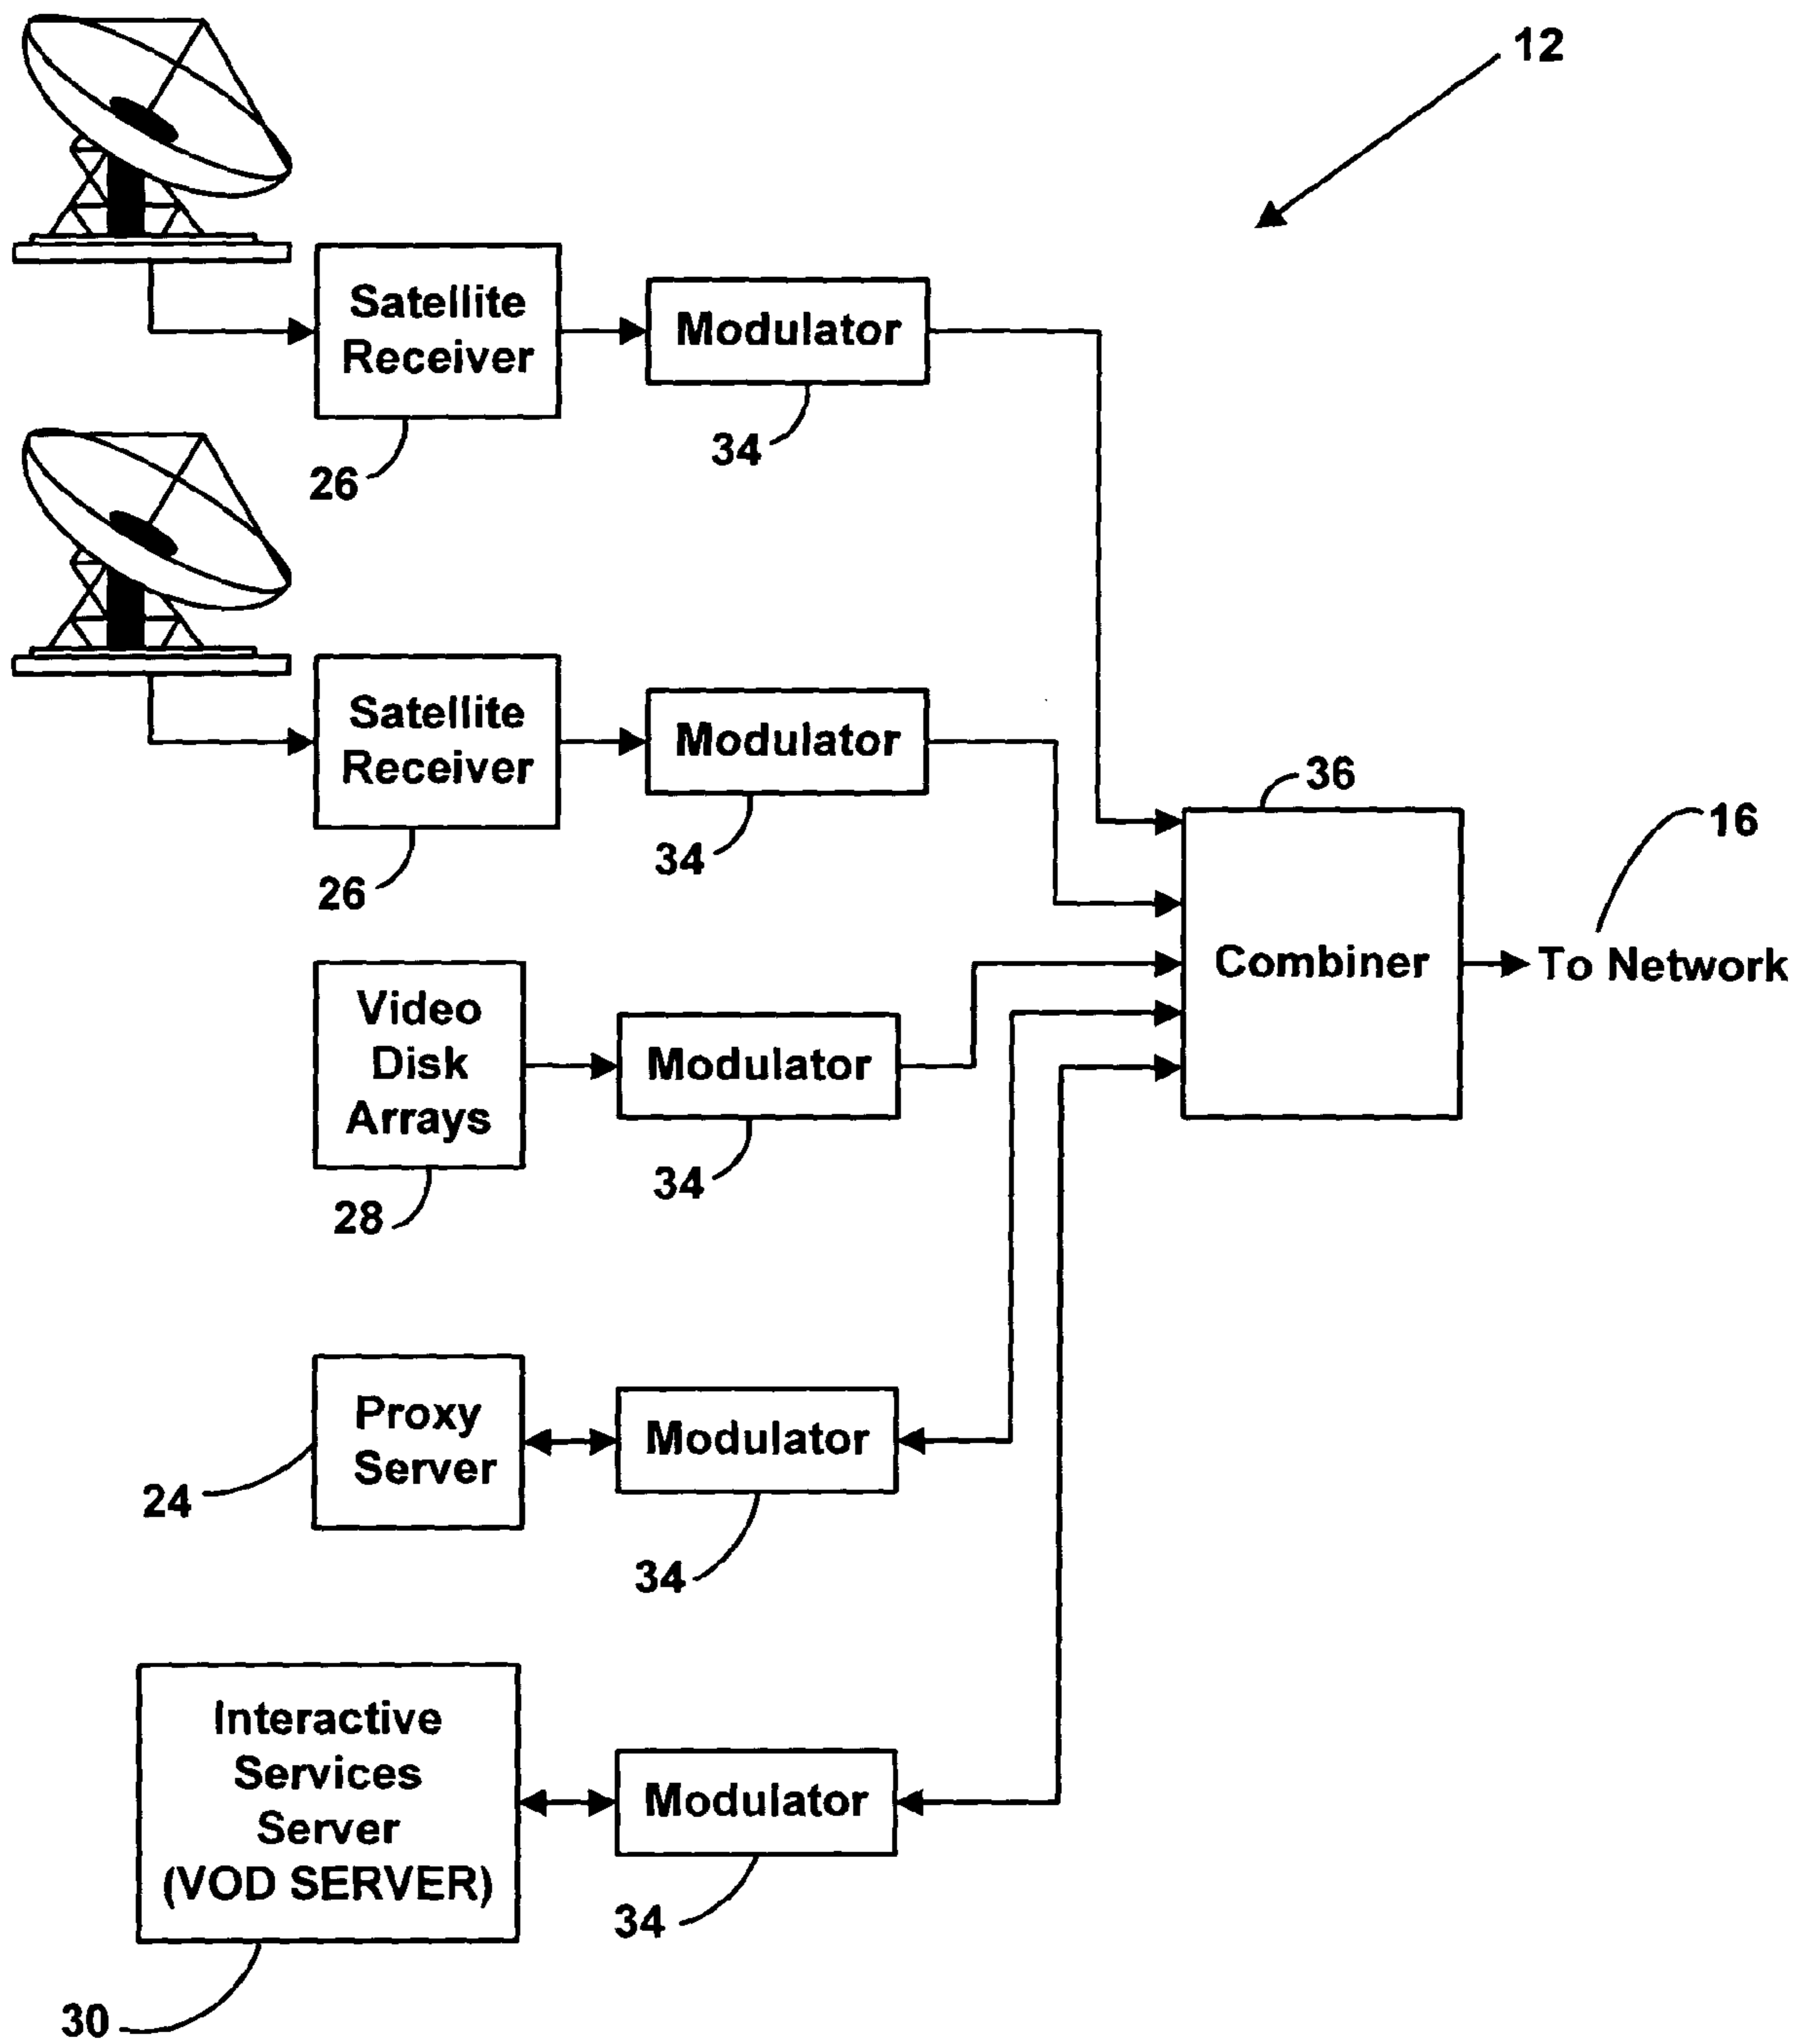 12
Satellite
Receiver
Modulator
34
26
Satellite
Receiver
Modulator
34
26
36
16
Combiner
To Network
Video
Disk
Arrays
Modulator
34
28
Proxy
Server
Modulator
24
34
Interactive
Services
Server
(VOD SERVER)
Modulator
34
30